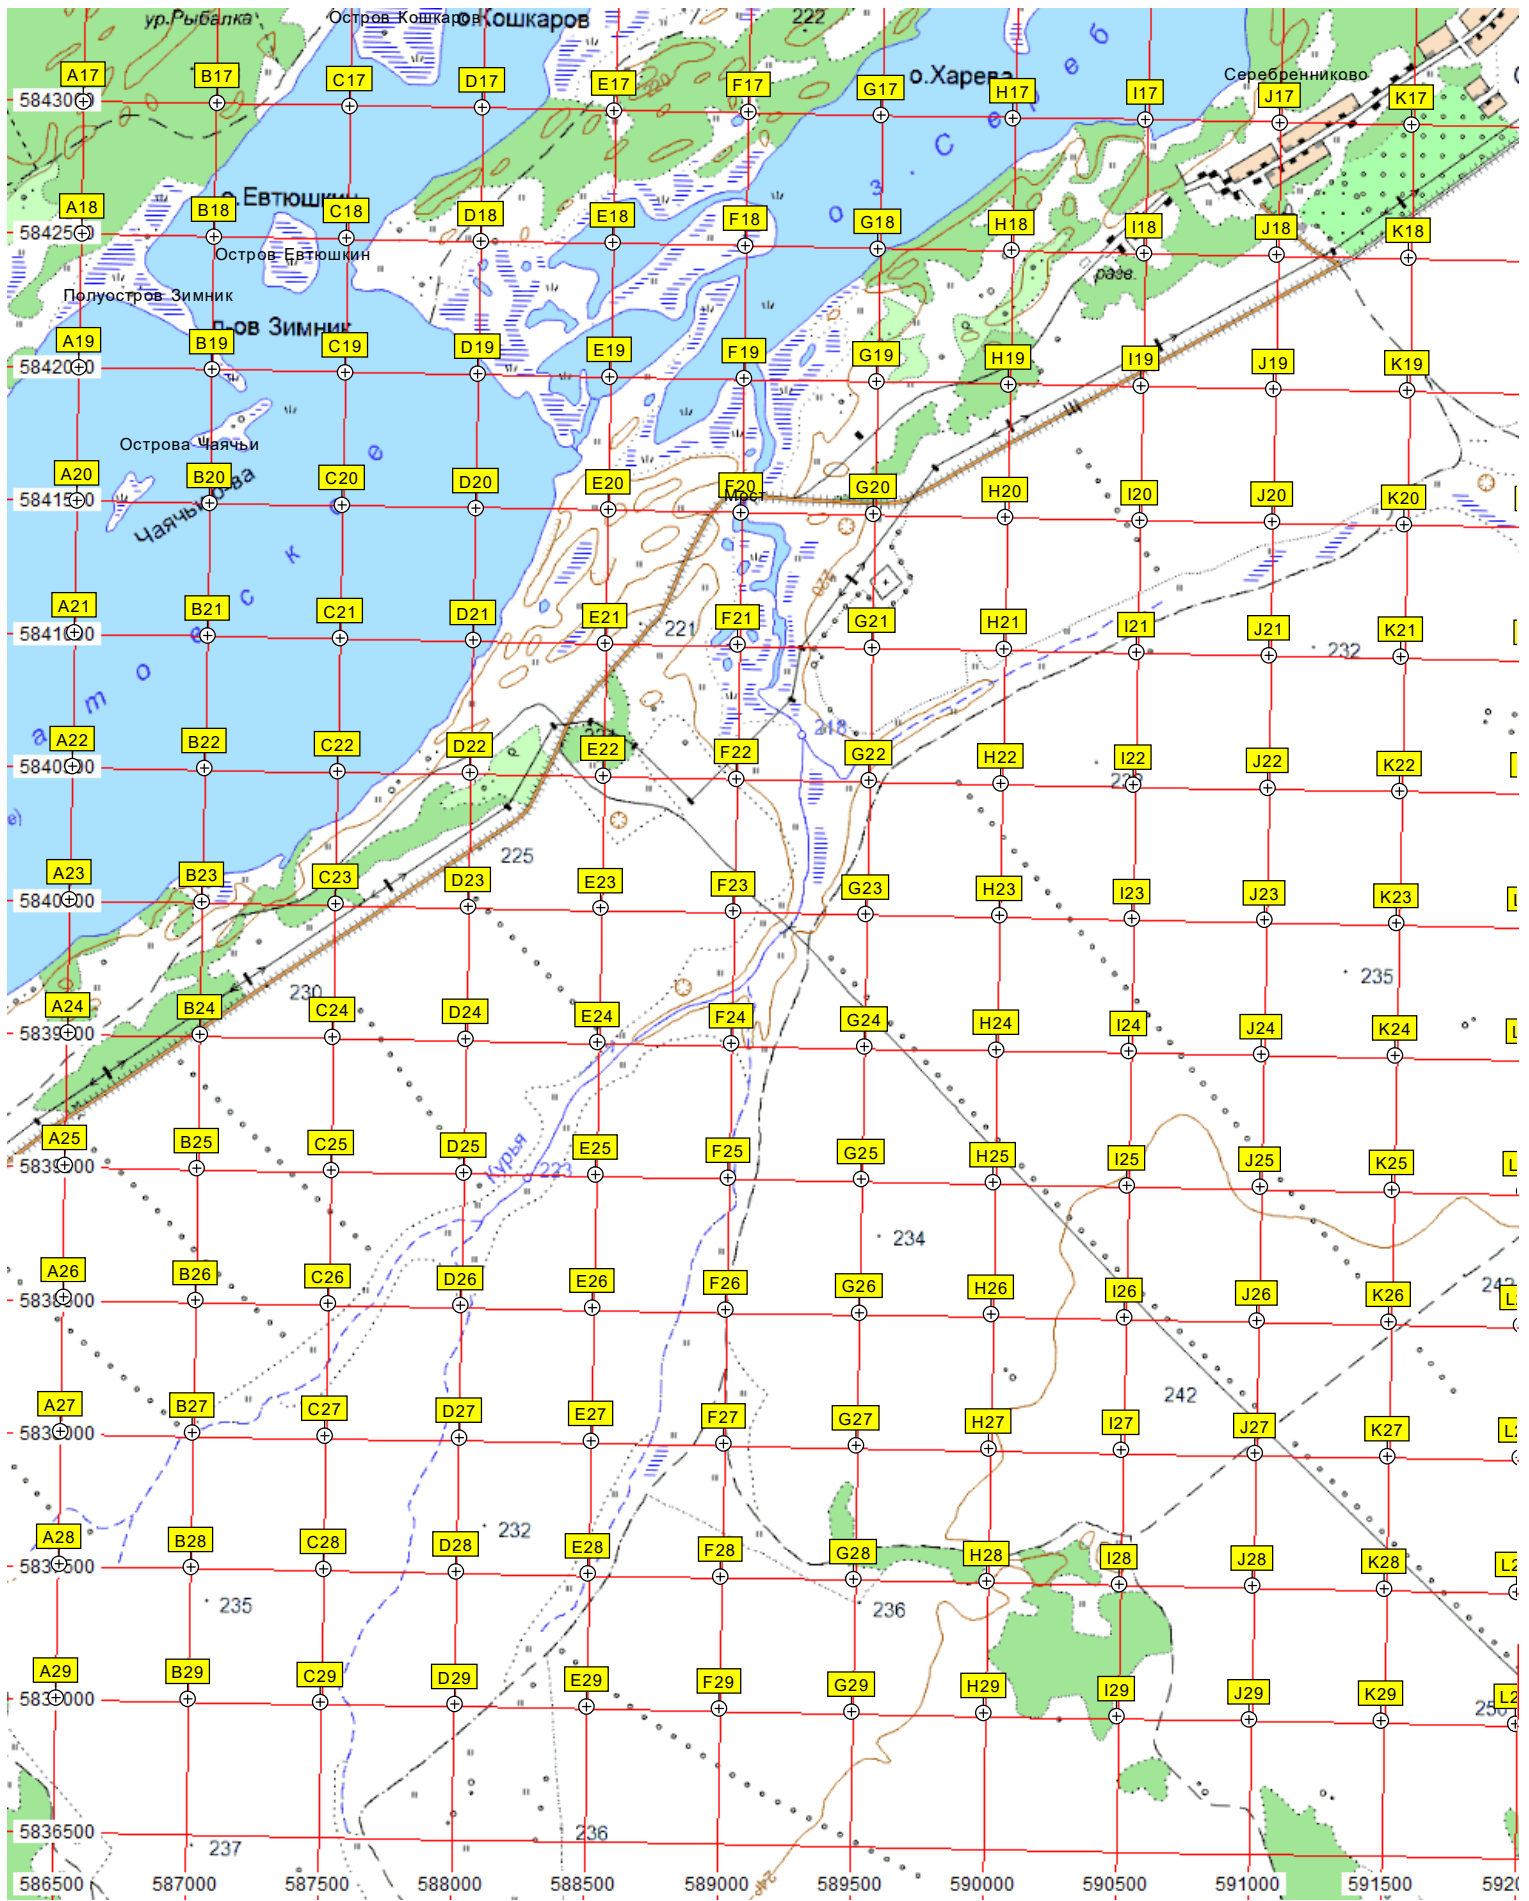 ур.Рыбалка
Остров Кошкаров
о.Кошкаров
222
о.Харева
Серебренниково
A17 B17 C17 D17 E17 F17 G17 H17 I17 J17 K17
о.Евтюшкин
A18 B18 C18 D18 E18 F18 G18 H18 I18 J18 K18
Остров Евтюшкин
разв.
Полуостров Зимник
п-ов Зимник
A19 B19 C19 D19 E19 F19 G19 H19 I19 J19 K19
5842000
Острова Чаячьи
A20 B20 C20 D20 E20 F20 G20 H20 I20 J20 K20
Мост
220
A21 B21 C21 D21 E21 F21 G21 H21 I21 J21 K21
221
232
218
A22 B22 C22 D22 E22 F22 G22 H22 I22 J22 K22
225
A23 B23 C23 D23 E23 F23 G23 H23 I23 J23 K23
235
230
A24 B24 C24 D24 E24 F24 G24 H24 I24 J24 K24
A25 B25 C25 D25 E25 F25 G25 H25 I25 J25 K25
Курья
223
234
A26 B26 C26 D26 E26 F26 G26 H26 I26 J26 K26
242
A27 B27 C27 D27 E27 F27 G27 H27 I27 J27 K27
232
A28 B28 C28 D28 E28 F28 G28 H28 I28 J28 K28
235
236
A29 B29 C29 D29 E29 F29 G29 H29 I29 J29 K29
5836500
237
236
586500 587000 587500 588000 588500 589000 589500 590000 590500 591000 591500